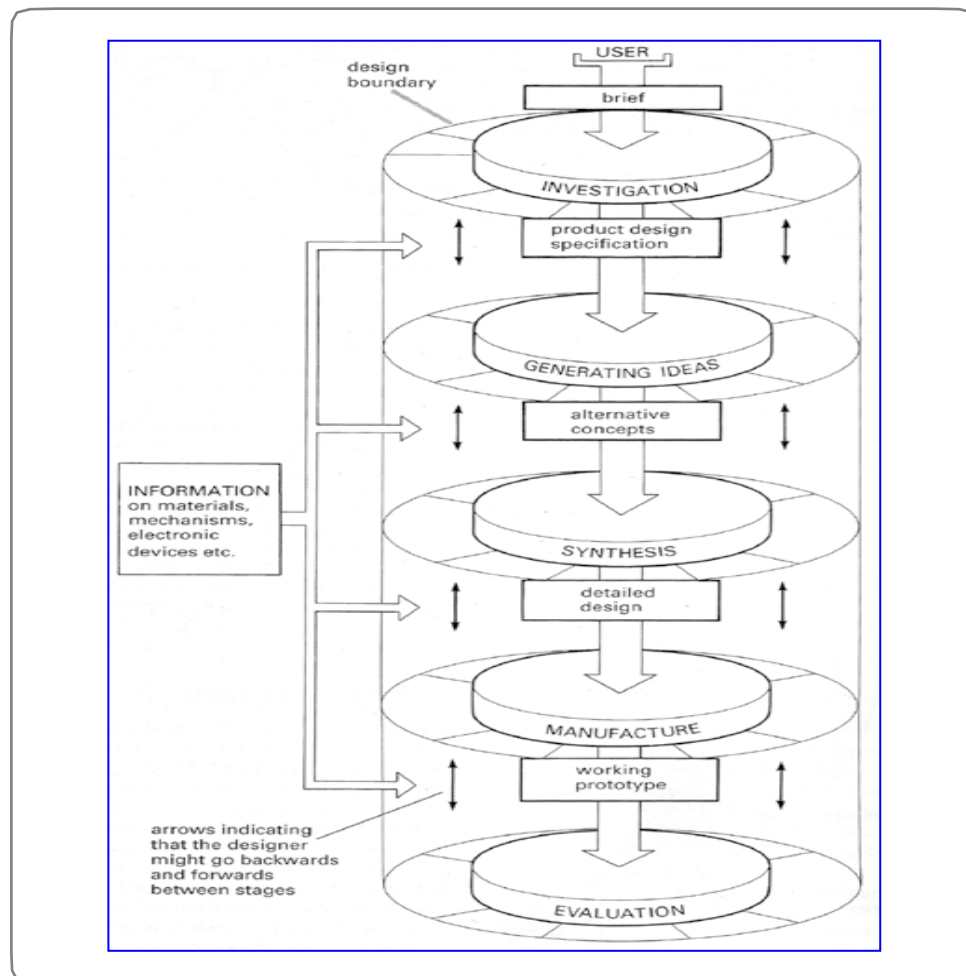 USER
design
boundary
brief
INVESTIGATION
product design
specification
GENERATING IDEAS
alternative
concepts
INFORMATION
on materials,
mechanisms,
electronic
devices etc.
SYNTHESIS
detailed
design
MANUFACTURE
working
prototype
arrows indicating
that the designer
might go backwards
and forwards
between stages
EVALUATION